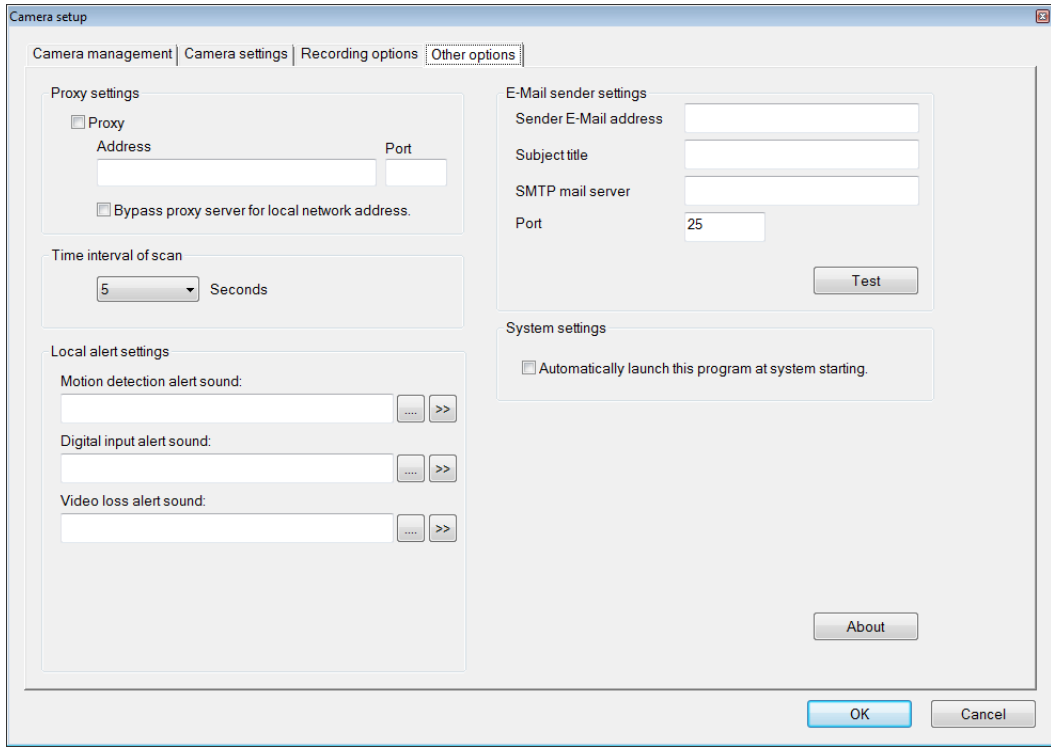 Camera setup
Camera management
Camera settings
Recording options
Other options
Proxy settings
Proxy
Address
Port
Bypass proxy server for local network address.
Time interval of scan
5
Seconds
Local alert settings
Motion detection alert sound:
....
>>
Digital input alert sound:
....
>>
Video loss alert sound:
....
>>
E-Mail sender settings
Sender E-Mail address
Subject title
SMTP mail server
Port
25
Test
System settings
Automatically launch this program at system starting.
About
OK
Cancel